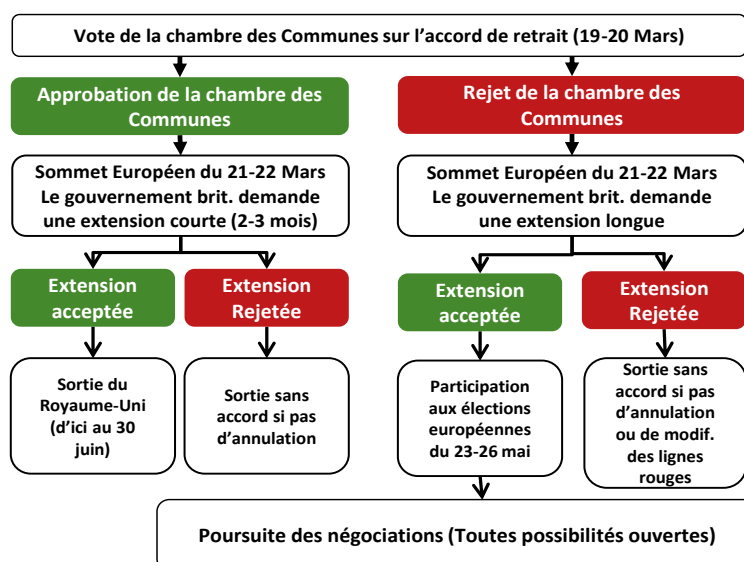 Vote de la chambre des Communes sur l'accord de retrait (19-20 Mars)
Approbation de la chambre des
Communes
Rejet de la chambre des
Communes
Sommet Européen du 21-22 Mars
Le gouvernement brit. demande
une extension courte (2-3 mois)
Sommet Européen du 21-22 Mars
Le gouvernement brit. demande
une extension longue
Extension
acceptée
Extension
Rejetée
Extension
acceptée
Extension
Rejetée
Sortie du
Royaume-Uni
(d'ici au 30
juin)
Sortie sans
accord si pas
d'annulation
Participation
aux élections
européennes
du 23-26 mai
Sortie sans
accord si pas
d'annulation
ou de modif.
des lignes
rouges
Poursuite des négociations (Toutes possibilités ouvertes)